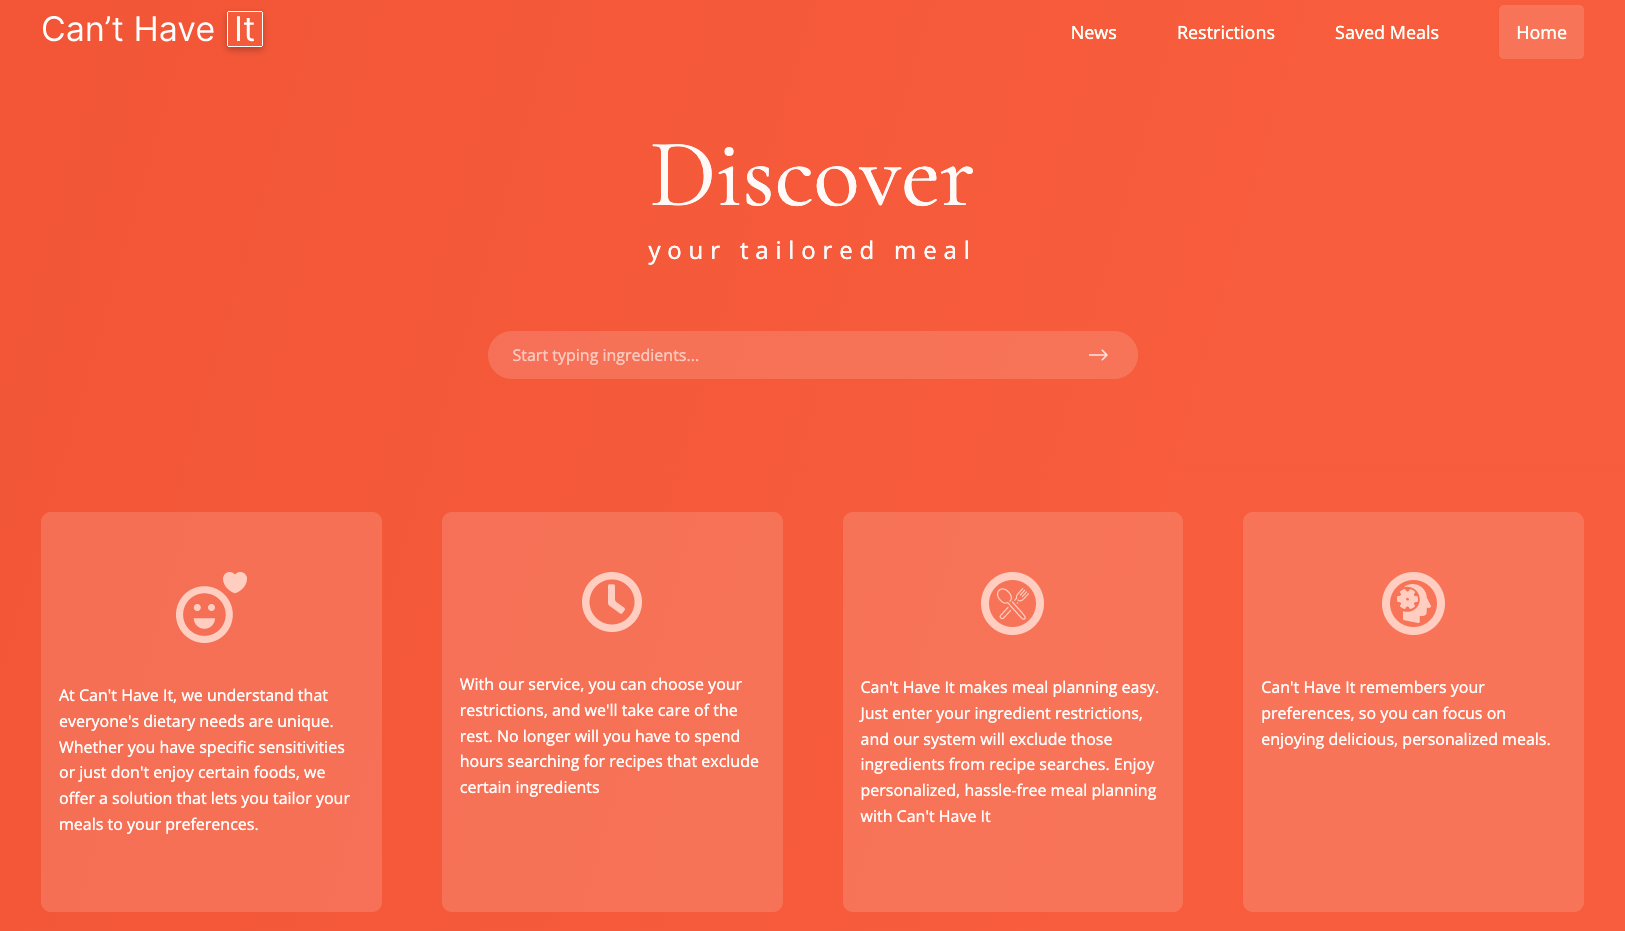 Can’t Have It
News
Restrictions
Saved Meals
Home
Discover
your tailored meal
Start typing ingredients...
At Can't Have It, we understand that
everyone's dietary needs are unique.
Whether you have specific sensitivities
or just don't enjoy certain foods, we
offer a solution that lets you tailor your
meals to your preferences.
With our service, you can choose your
restrictions, and we'll take care of the
rest. No longer will you have to spend
hours searching for recipes that exclude
certain ingredients
Can't Have It makes meal planning easy.
Just enter your ingredient restrictions,
and our system will exclude those
ingredients from recipe searches. Enjoy
personalized, hassle-free meal planning
with Can't Have It
Can't Have It remembers your
preferences, so you can focus on
enjoying delicious, personalized meals.